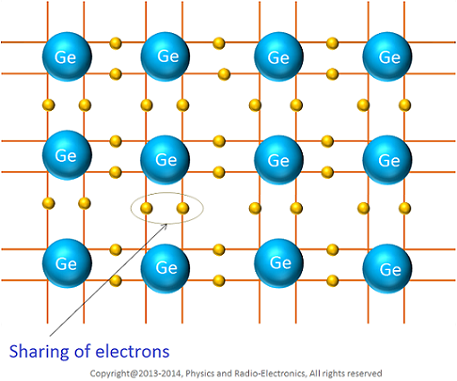 Ge Ge Ge Ge
Ge Ge Ge Ge
Ge Ge Ge Ge
Sharing of electrons
Copyright@2013-2014, Physics and Radio-Electronics, All rights reserved